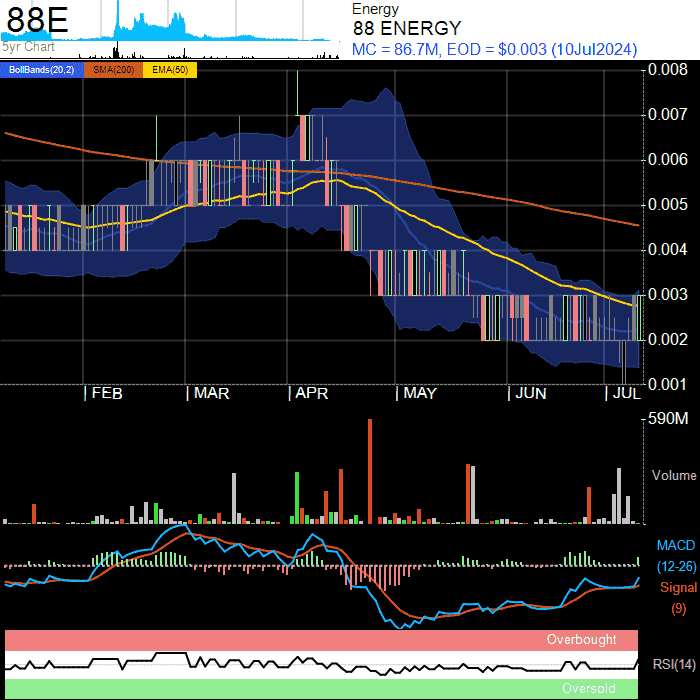 88E
5yr Chart
Energy
88 ENERGY
MC = 86.7M, EOD = $0.003 (10Jul2024)
BollBands(20,2) SMA(200) EMA(50)
0.008
0.007
0.006
0.005
0.004
0.003
0.002
0.001
FEB MAR APR MAY JUN JUL
590M
Volume
MACD
(12-26)
Signal
(9)
Overbought
RSI(14)
Oversold